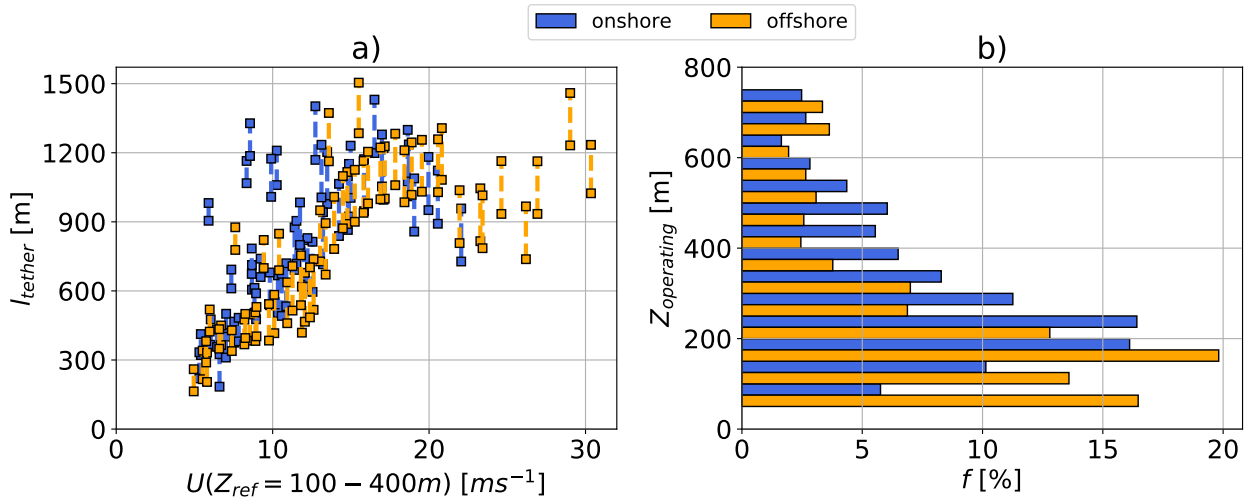 onshore offshore
a) b)
1500
1200
900
600
300
0
l_tether [m]
0 10 20 30
U(Z_ref = 100 − 400m) [ms⁻¹]
800
600
400
200
0
Z_operating [m]
0 5 10 15 20
f [%]